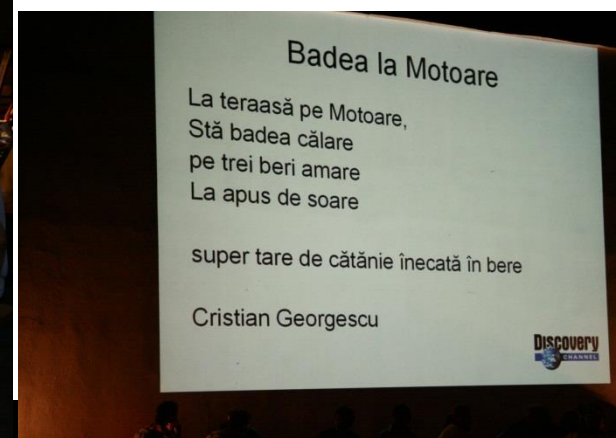 Badea la Motoare
La teraasă pe Motoare,
Stă badea călare
pe trei beri amare
La apus de soare
super tare de cătănie înecată în bere
Cristian Georgescu
DISCOVERY
CHANNEL